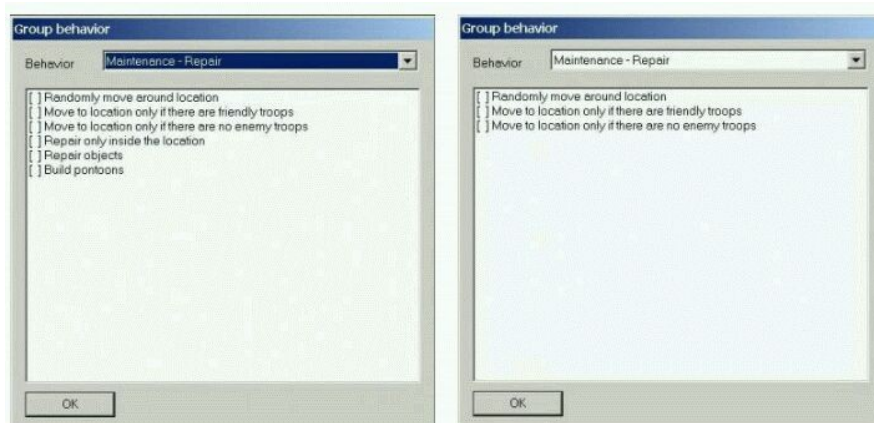 Group behavior
Behavior Maintenance - Repair
[ ] Randomly move around location
[ ] Move to location only if there are friendly troops
[ ] Move to location only if there are no enemy troops
[ ] Repair only inside the location
[ ] Repair objects
[ ] Build pontoons
OK
Group behavior
Behavior Maintenance - Repair
[ ] Randomly move around location
[ ] Move to location only if there are friendly troops
[ ] Move to location only if there are no enemy troops
OK